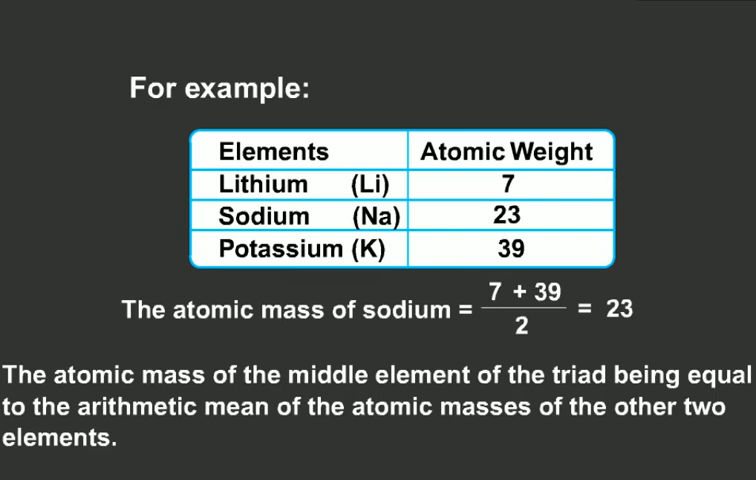 For example:
Elements Atomic Weight
Lithium (Li) 7
Sodium (Na) 23
Potassium (K) 39
The atomic mass of sodium = 7 + 39 / 2 = 23
The atomic mass of the middle element of the triad being equal
to the arithmetic mean of the atomic masses of the other two
elements.